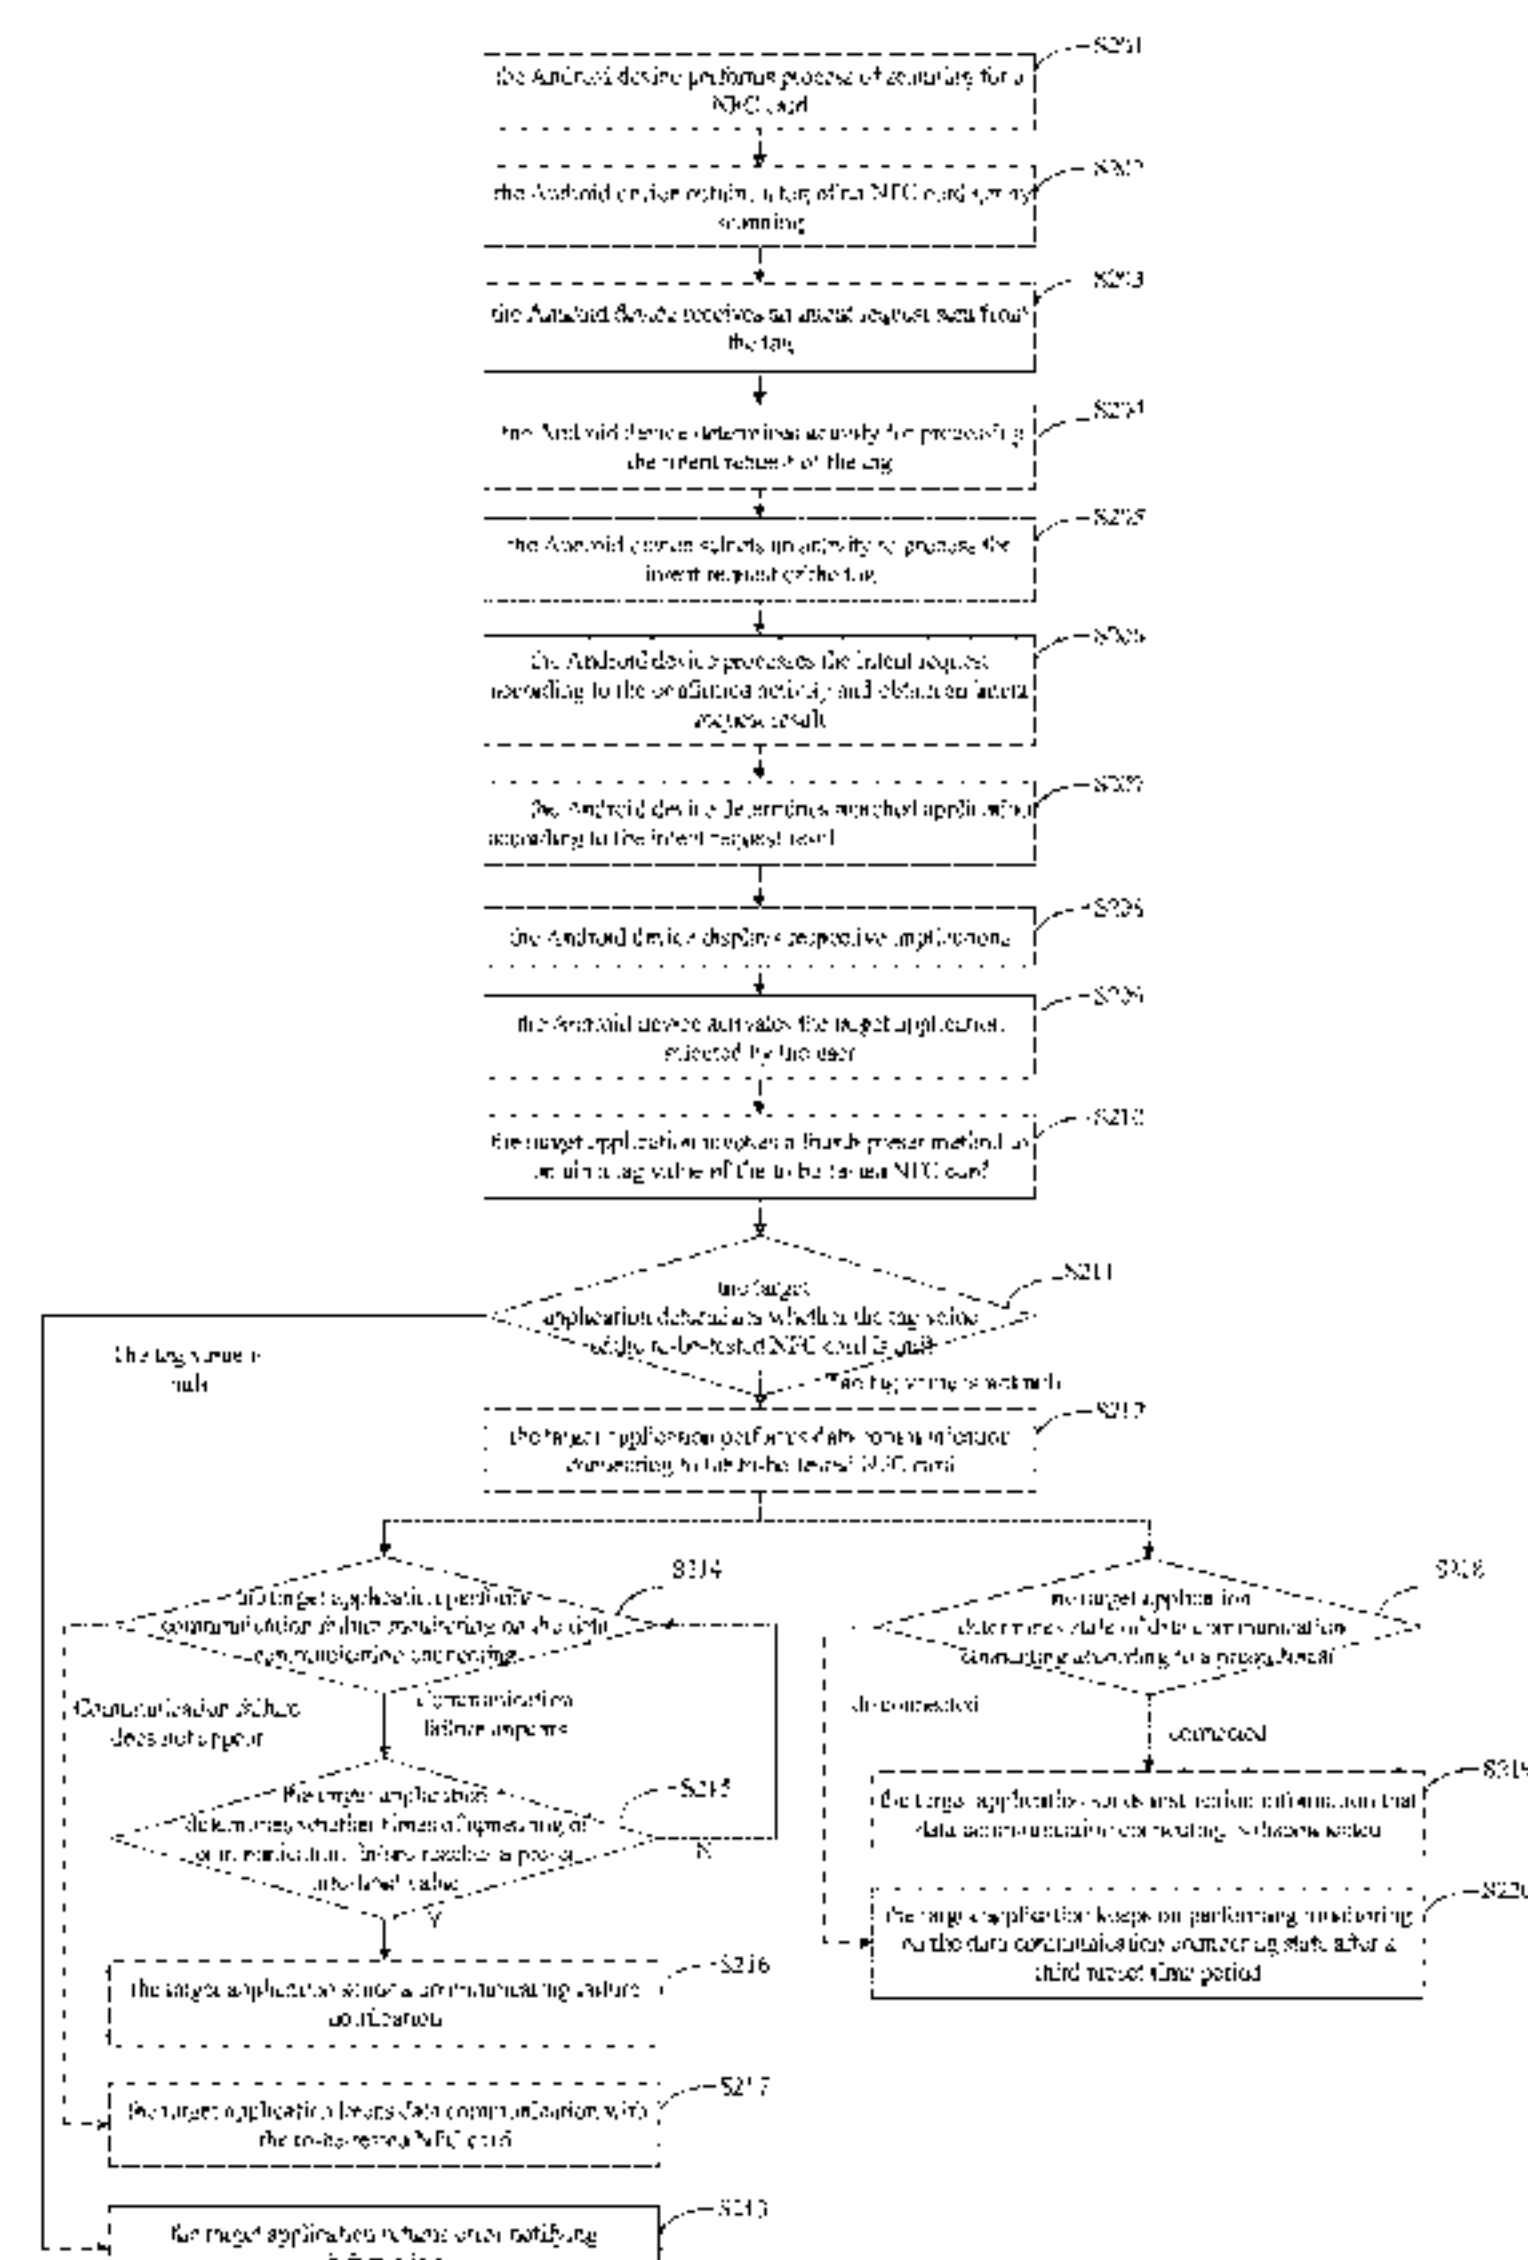 S201
the Android device performs process of scanning for a
NFC card
S202
the Android device obtain a tag of a NFC card by
scanning
S203
the Android device receives an intent request sent from
the tag
S204
the Android device determines activity for processing
the intent request of the tag
S205
the Android device selects an activity to process the
intent request of the tag
S206
the Android device processes the intent request
according to the confirmed activity and obtain an intent
request result
S207
the Android device determines matched application
according to the intent request result
S208
the Android device displays respective applications
S209
the Android device activates the target application
selected by the user
S210
the target application invokes a fourth preset method to
obtain a tag value of the to-be-tested NFC card
S211
the target
application determines whether the tag value
of the to-be-tested NFC card is null
The tag value is
null
The tag value is not null
S212
the target application performs data communication
connecting to the to-be-tested NFC card
S214
the target application performs
communication failure monitoring on the data
communication connecting
S218
the target application
determines state of data communication
connecting according to a preset
Communication failure
does not appear
Communication
failure appears
disconnected
connected
S215
the target application
determines whether times of appearing of
communication failure reaches a preset
threshold value
N
Y
S219
the target application sends information that
data communication connecting is disconnected
S220
the target application keeps on performing monitoring
on the data communication connecting state after a
third preset time period
S216
the target application sends a communicating failure
notification
S217
the target application keeps data communication with
the to-be-tested NFC card
S213
the target application returns error notifying